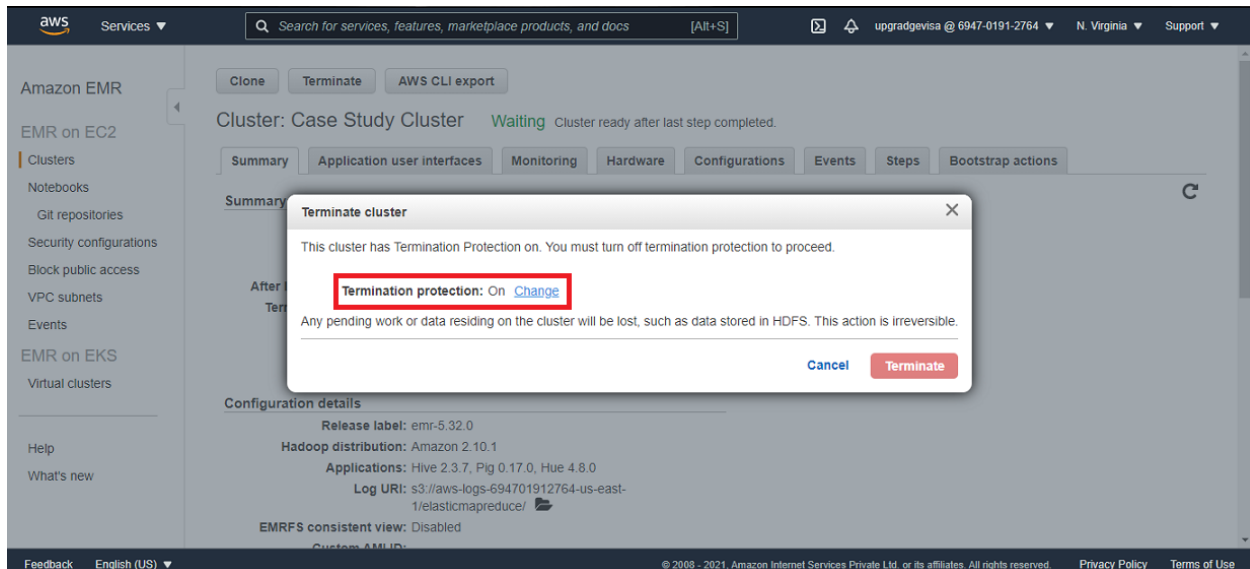 aws Services Search for services, features, marketplace products, and docs [Alt+S] upgradgevisa @ 6947-0191-2764 N. Virginia Support
Amazon EMR
EMR on EC2
Clusters
Notebooks
Git repositories
Security configurations
Block public access
VPC subnets
Events
EMR on EKS
Virtual clusters
Help
What's new
Clone Terminate AWS CLI export
Cluster: Case Study Cluster Waiting Cluster ready after last step completed.
Summary Application user interfaces Monitoring Hardware Configurations Events Steps Bootstrap actions
Summary
After
Terminate cluster
This cluster has Termination Protection on. You must turn off termination protection to proceed.
Termination protection: On Change
Any pending work or data residing on the cluster will be lost, such as data stored in HDFS. This action is irreversible.
Cancel Terminate
Configuration details
Release label: emr-5.32.0
Hadoop distribution: Amazon 2.10.1
Applications: Hive 2.3.7, Pig 0.17.0, Hue 4.8.0
Log URI: s3://aws-logs-694701912764-us-east-
1/elasticmapreduce/
EMRFS consistent view: Disabled
Custom AMI ID:
Feedback English (US) © 2008 - 2021, Amazon Internet Services Private Ltd. or its affiliates. All rights reserved. Privacy Policy Terms of Use